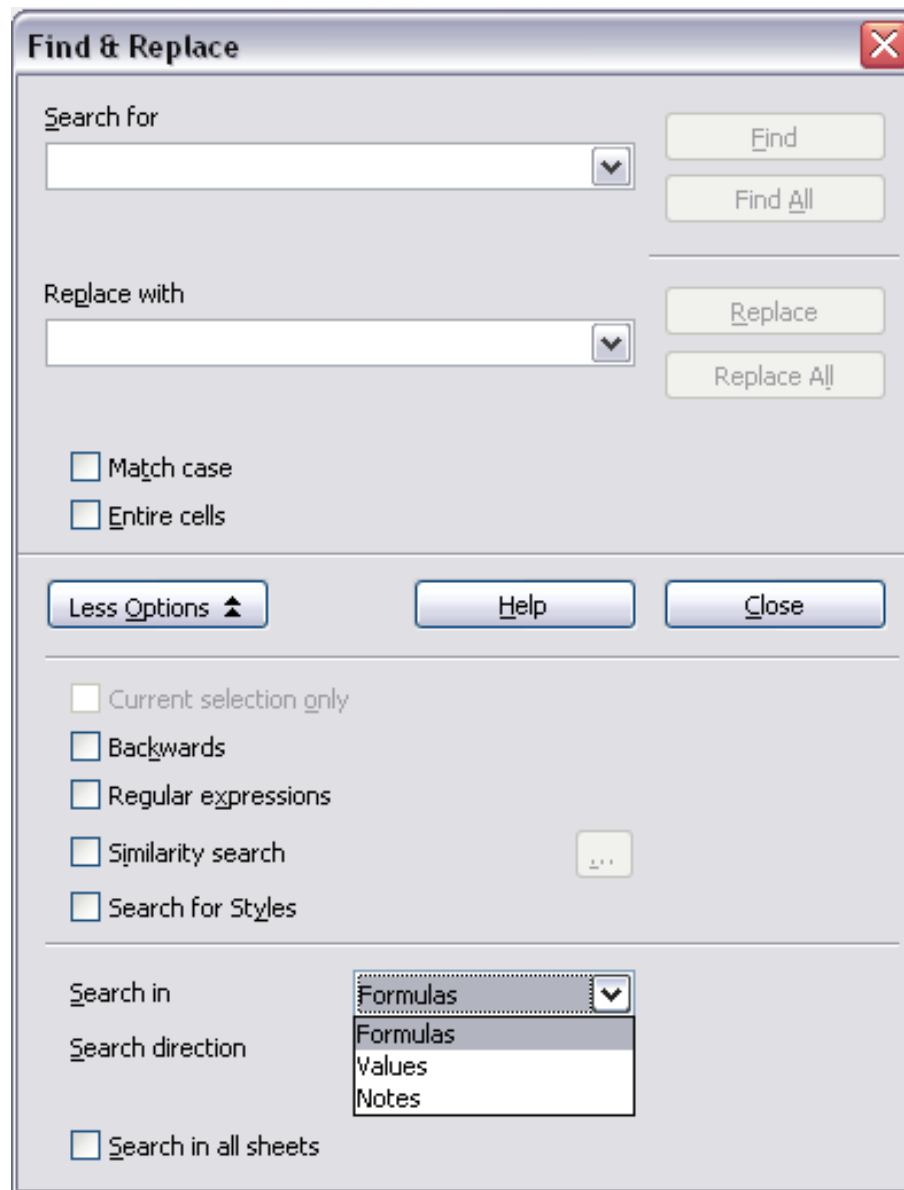 Find & Replace
Search for
Find
Find All
Replace with
Replace
Replace All
Match case
Entire cells
Less Options
Help
Close
Current selection only
Backwards
Regular expressions
Similarity search
...
Search for Styles
Search in
Formulas
Formulas
Search direction
Values
Notes
Search in all sheets